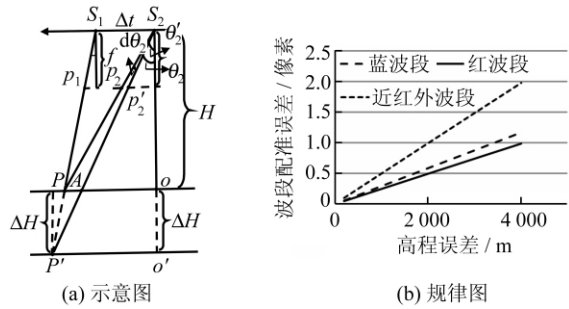 S₁ Δt S₂
dθ₂ θ′₂
f
p₁ p₂ θ₂
p′₂ H
P A o
ΔH ΔH
P′ o′
(a) 示意图
波段配准误差 / 像素
2.5
2.0
1.5
1.0
0.5
0
蓝波段 红波段
近红外波段
2 000 4 000
高程误差 / m
(b) 规律图